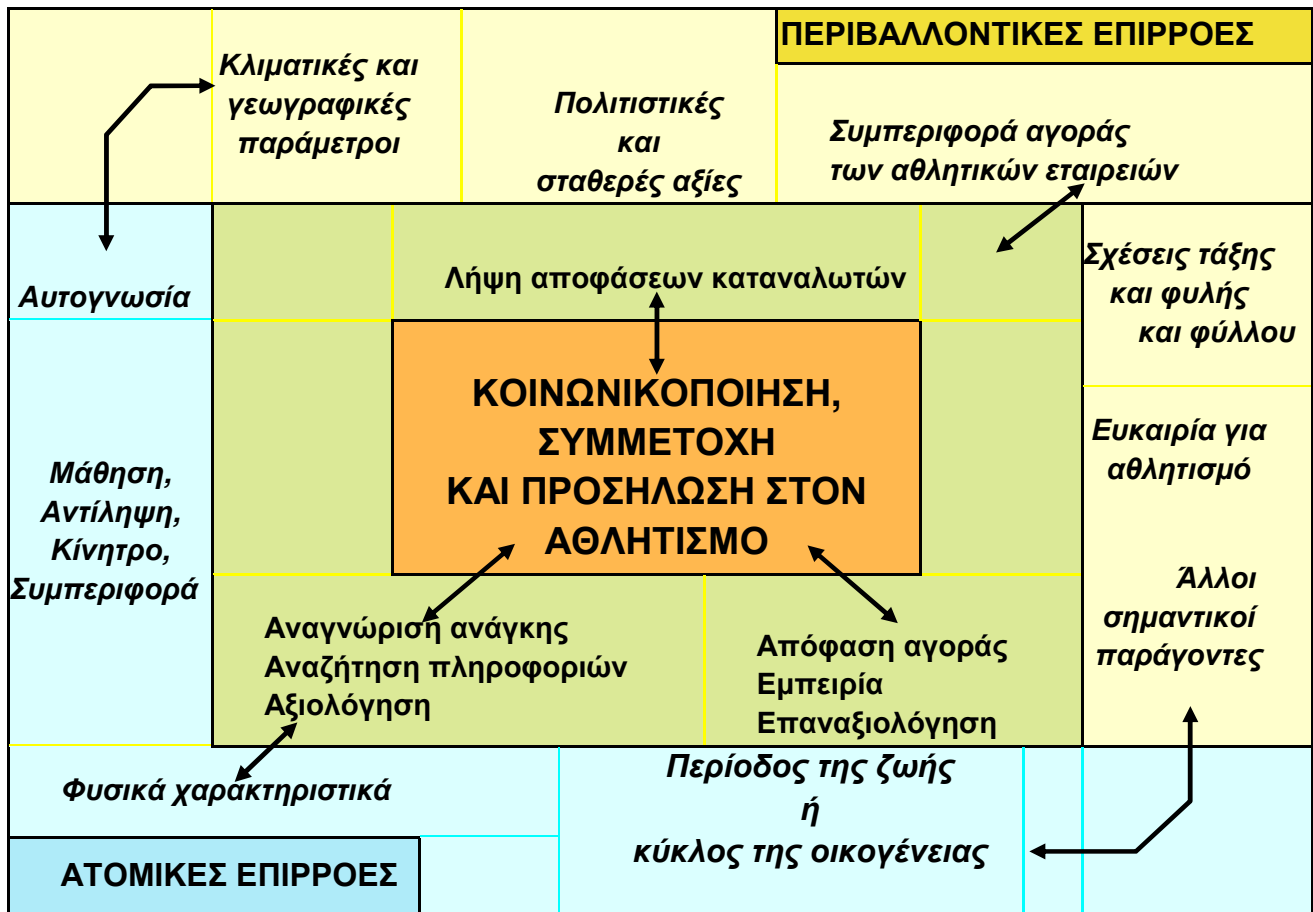 ΠΕΡΙΒΑΛΛΟΝΤΙΚΕΣ ΕΠΙΡΡΟΕΣ
Κλιματικές και
γεωγραφικές
παράμετροι
Πολιτιστικές
και
σταθερές αξίες
Συμπεριφορά αγοράς
των αθλητικών εταιρειών
Αυτογνωσία
Λήψη αποφάσεων καταναλωτών
Σχέσεις τάξης
και φυλής
και φύλλου
ΚΟΙΝΩΝΙΚΟΠΟΙΗΣΗ,
ΣΥΜΜΕΤΟΧΗ
ΚΑΙ ΠΡΟΣΗΛΩΣΗ ΣΤΟΝ
ΑΘΛΗΤΙΣΜΟ
Μάθηση,
Αντίληψη,
Κίνητρο,
Συμπεριφορά
Ευκαιρία για
αθλητισμό
Άλλοι
σημαντικοί
παράγοντες
Αναγνώριση ανάγκης
Αναζήτηση πληροφοριών
Αξιολόγηση
Απόφαση αγοράς
Εμπειρία
Επαναξιολόγηση
Φυσικά χαρακτηριστικά
Περίοδος της ζωής
ή
κύκλος της οικογένειας
ΑΤΟΜΙΚΕΣ ΕΠΙΡΡΟΕΣ